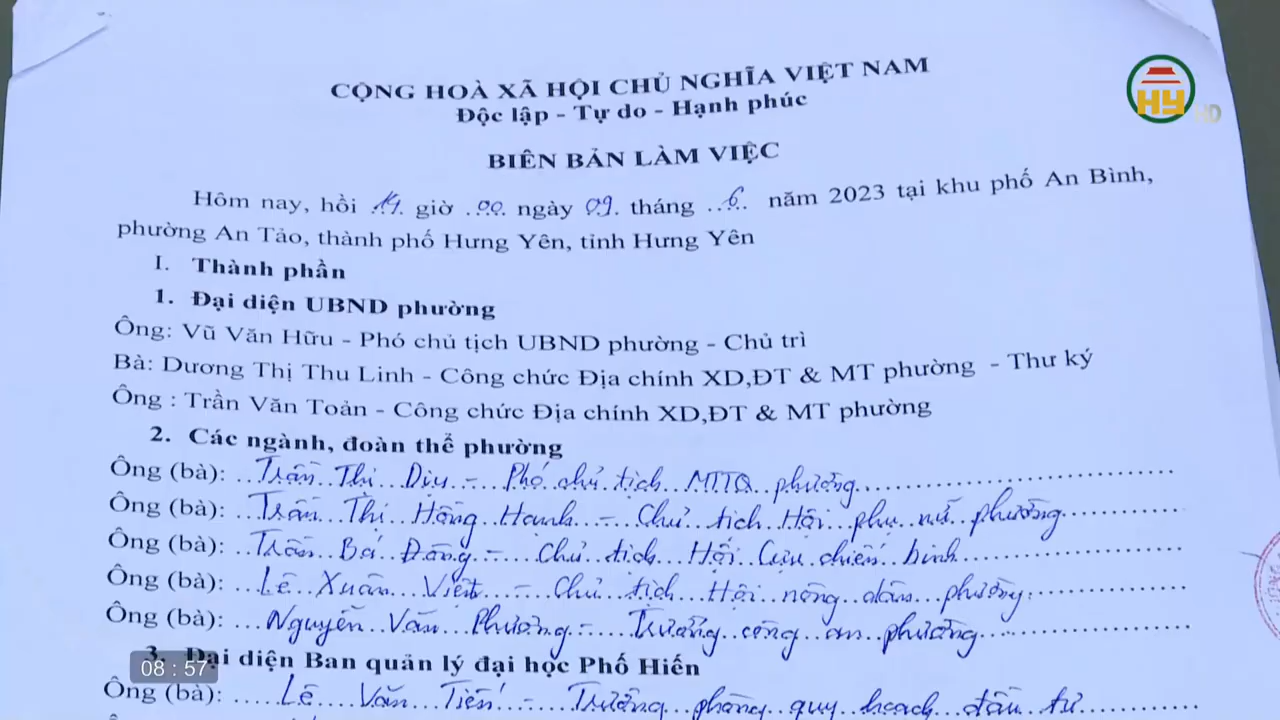 CỘNG HOÀ XÃ HỘI CHỦ NGHĨA VIỆT NAM
Độc lập - Tự do - Hạnh phúc
BIÊN BẢN LÀM VIỆC
HY HD
Hôm nay, hồi 14 giờ 00 ngày 09 tháng 6 năm 2023 tại khu phố An Bình,
phường An Tảo, thành phố Hưng Yên, tỉnh Hưng Yên
I. Thành phần
1. Đại diện UBND phường
Ông: Vũ Văn Hữu - Phó chủ tịch UBND phường - Chủ trì
Bà: Dương Thị Thu Linh - Công chức Địa chính XD,ĐT & MT phường - Thư ký
Ông : Trần Văn Toản - Công chức Địa chính XD,ĐT & MT phường
2. Các ngành, đoàn thể phường
Ông (bà): Trần Thị Dịu - Phó chủ tịch MTTQ phường
Ông (bà): Trần Thị Hồng Hạnh - Chủ tịch Hội phụ nữ phường
Ông (bà): Trần Bá Đông - Chủ tịch Hội Cựu chiến binh
Ông (bà): Lê Xuân Việt - Chủ tịch Hội nông dân phường
Ông (bà): Nguyễn Văn Phương - Trưởng công an phường
3. Đại diện Ban quản lý đại học Phố Hiến
08 : 57
Ông (bà): Lê Văn Tiến - Trưởng phòng quy hoạch đầu tư